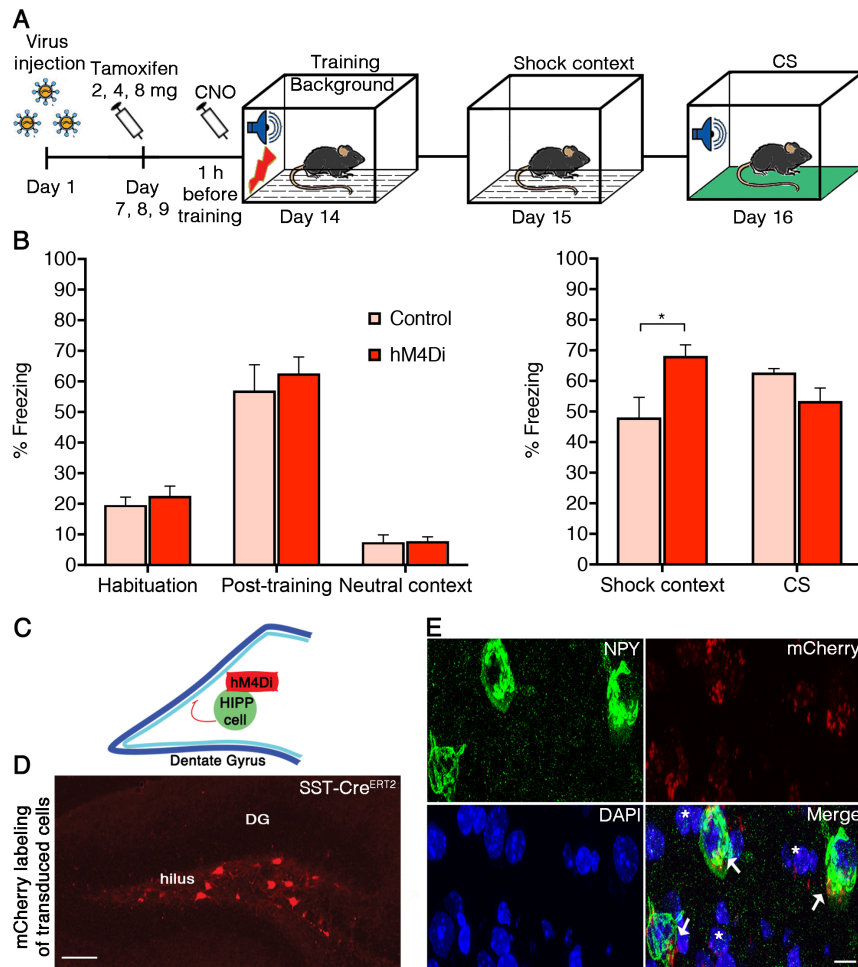 A
Virus
injection
Tamoxifen
2, 4, 8 mg
CNO
Training
Background
Shock context
CS
Day 1
Day
7, 8, 9
1 h
before
training
Day 14
Day 15
Day 16
B
% Freezing
100
90
80
70
60
50
40
30
20
10
0
Habituation
Post-training
Neutral context
Control
hM4Di
% Freezing
100
90
80
70
60
50
40
30
20
10
0
*
Shock context
CS
C
hM4Di
HIPP
cell
Dentate Gyrus
D
mCherry labeling
of transduced cells
SST-CreERT2
DG
hilus
E
NPY
mCherry
DAPI
Merge
*
*
*